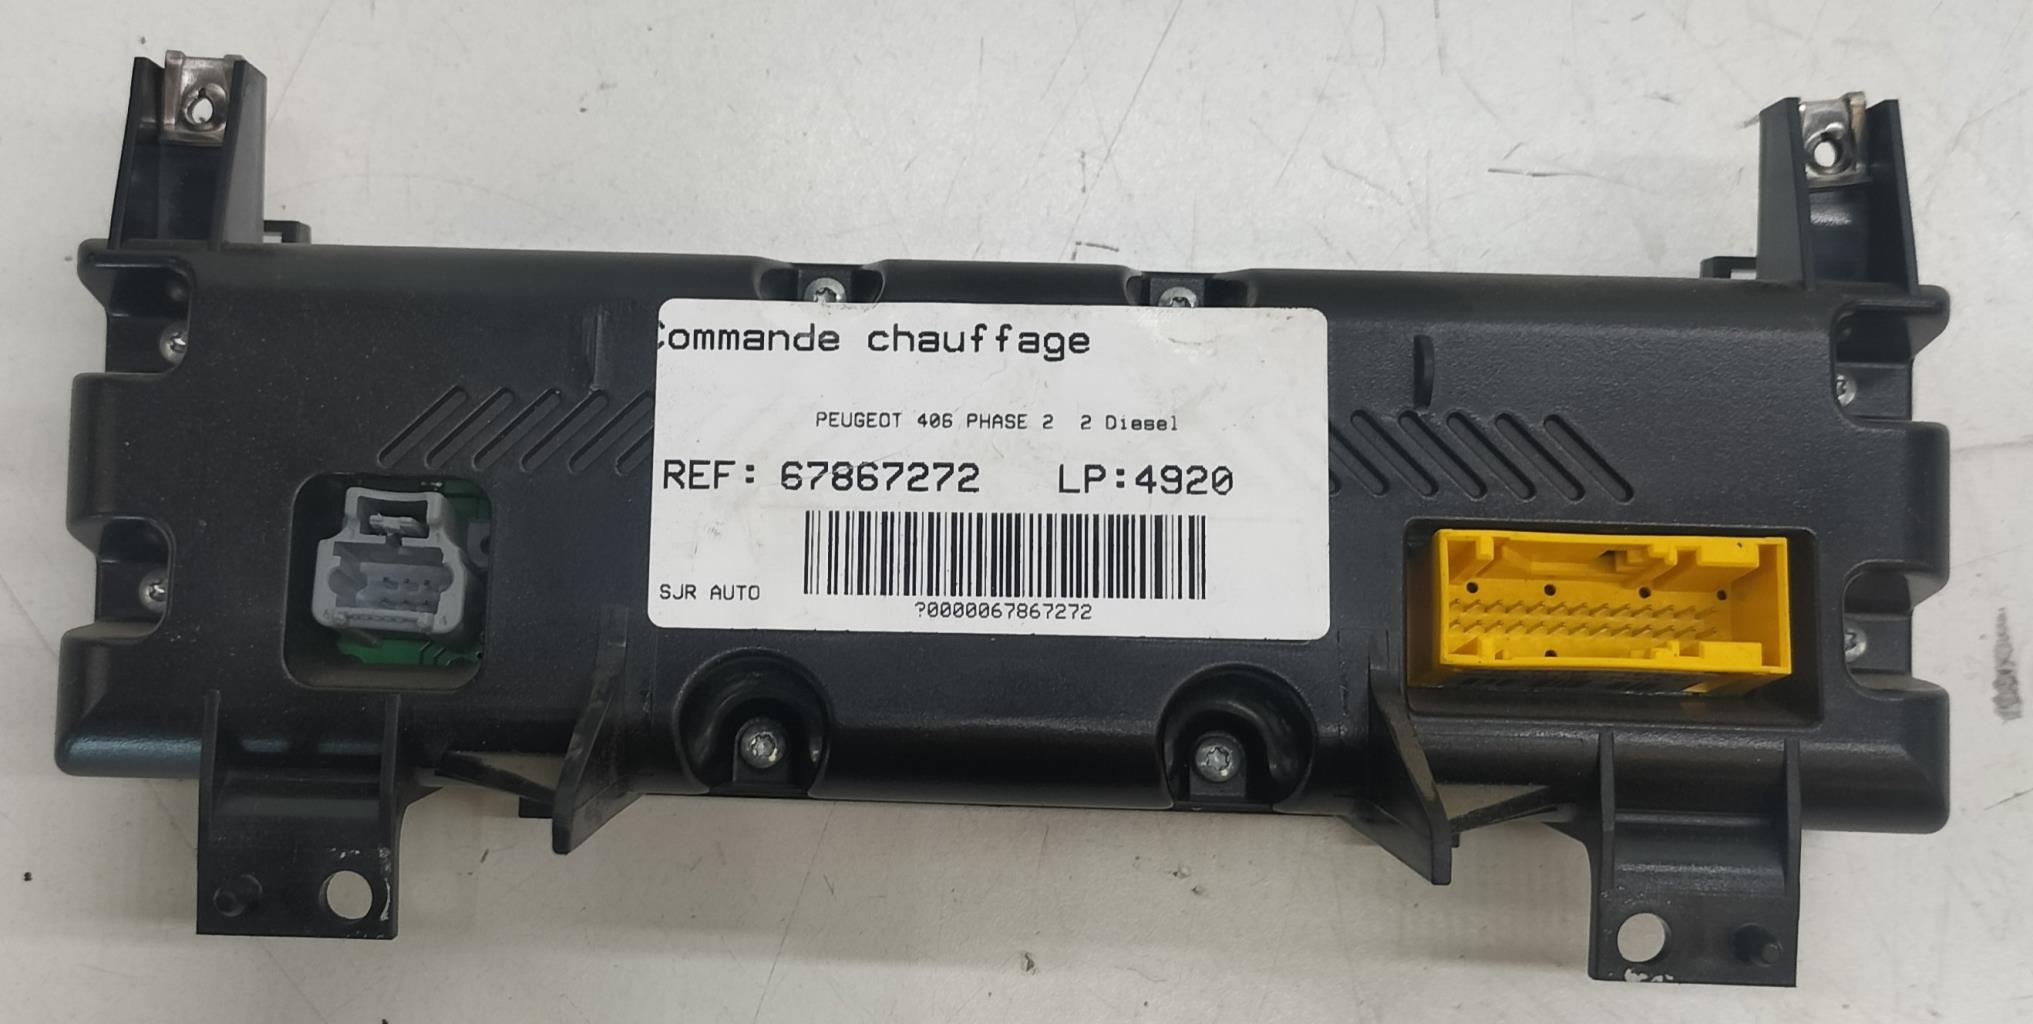 Commande chauffage
PEUGEOT 406 PHASE 2 2 Diesel
REF: 67867272 LP:4920
SJR AUTO
?0000067867272